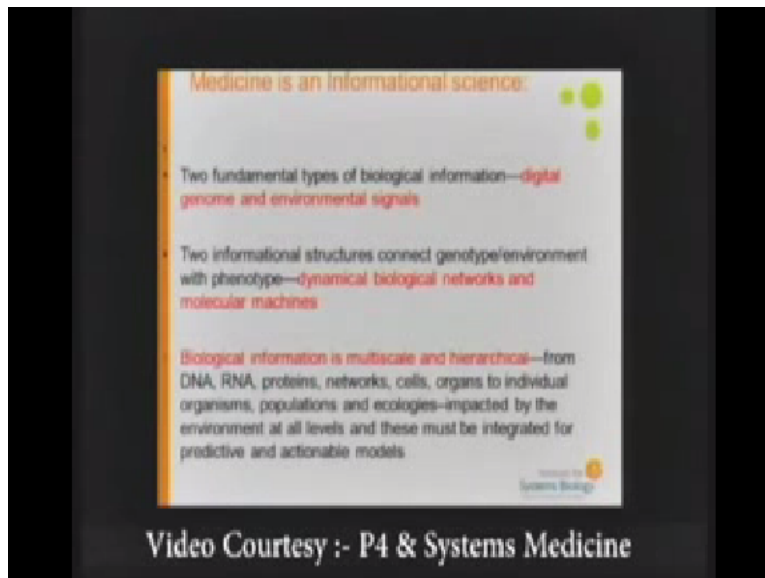 Medicine is an Informational science:
Two fundamental types of biological information—digital
genome and environmental signals
Two informational structures connect genotype/environment
with phenotype—dynamical biological networks and
molecular machines
Biological information is multiscale and hierarchical—from
DNA, RNA, proteins, networks, cells, organs to individual
organisms, populations and ecologies–impacted by the
environment at all levels and these must be integrated for
predictive and actionable models
Systems Biology
Video Courtesy :- P4 & Systems Medicine